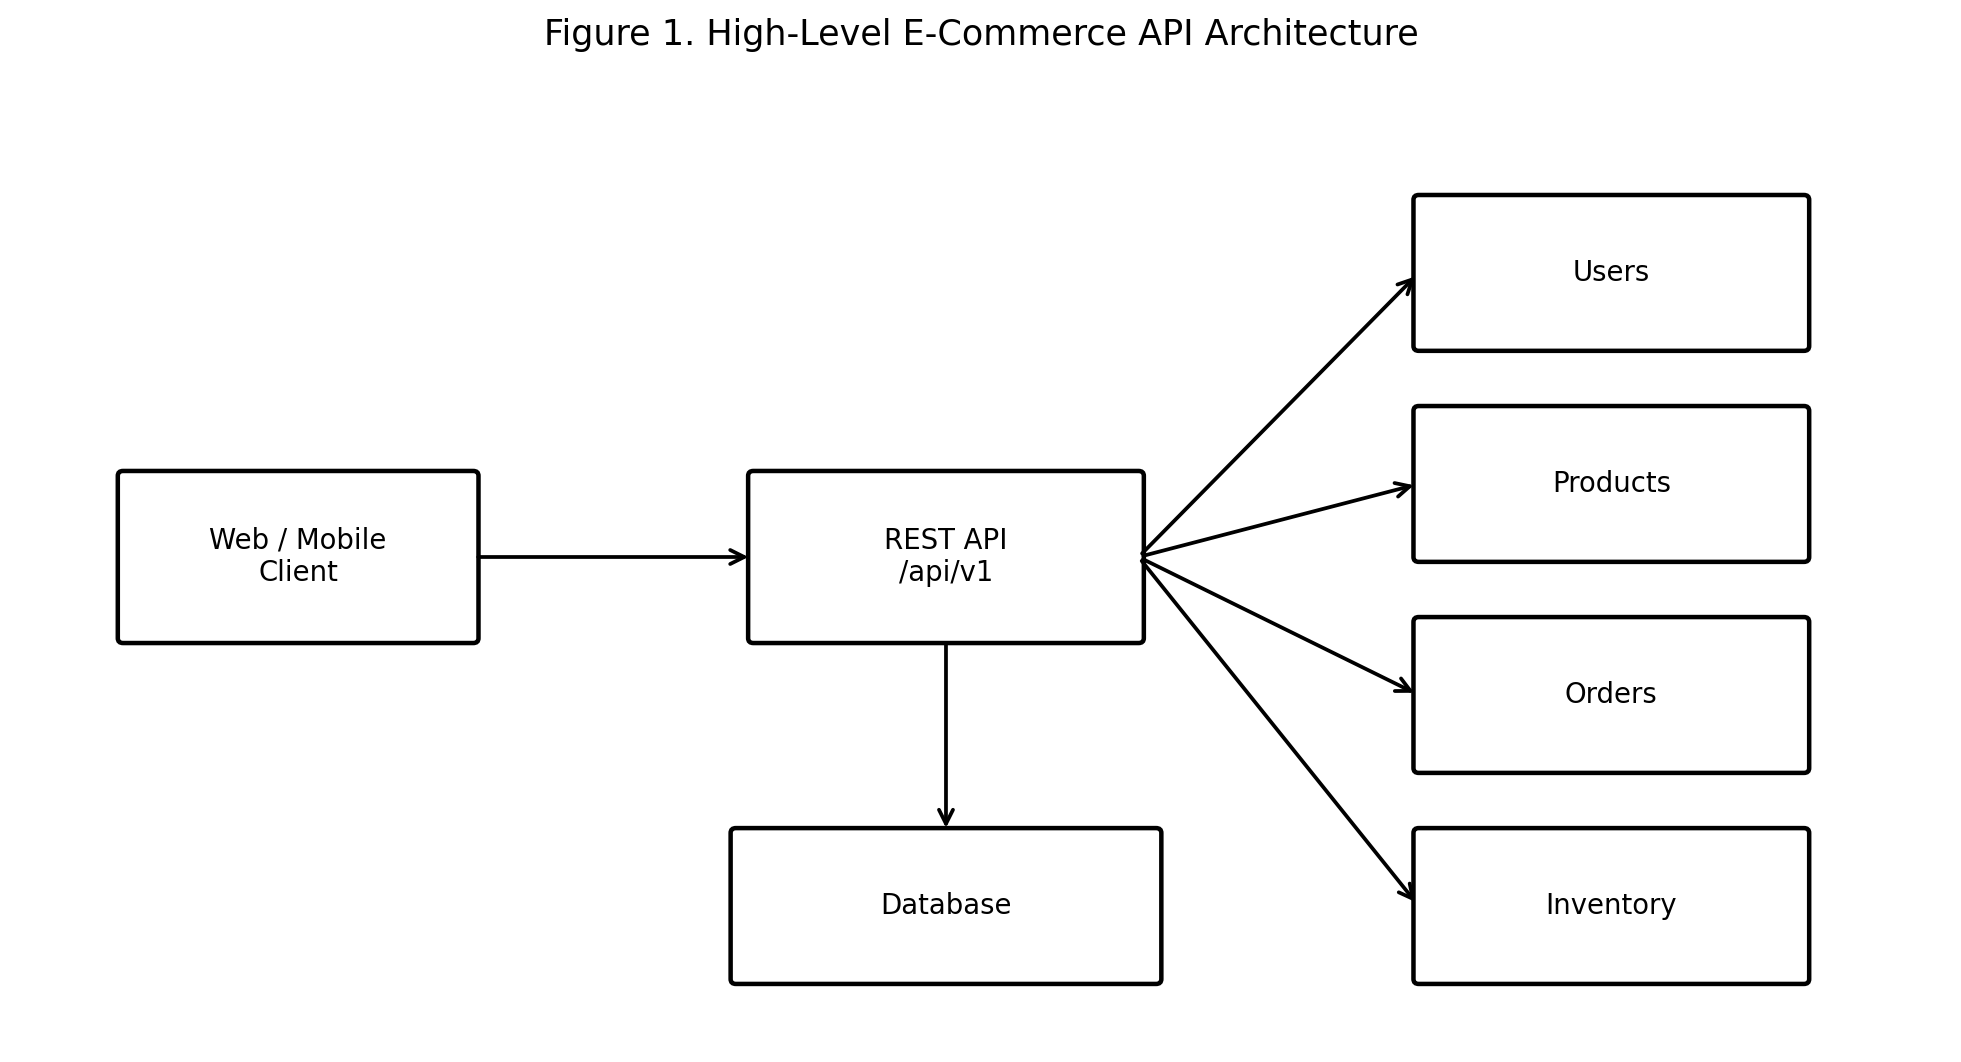 Figure 1. High-Level E-Commerce API Architecture
Users
Products
Web / Mobile
Client
REST API
/api/v1
Orders
Database
Inventory